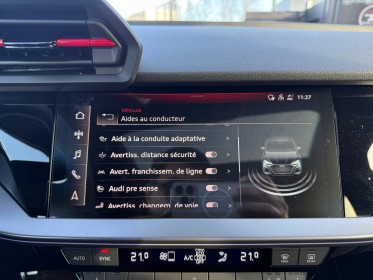 VEHICULES
Aides au conducteur
11:27
Aide à la conduite adaptative
Avertiss. distance sécurité
Avert. franchissem. de ligne
Audi pre sense
Avertiss. changem. de voie
AUTO
SYNC
21.0
A/C
21.0